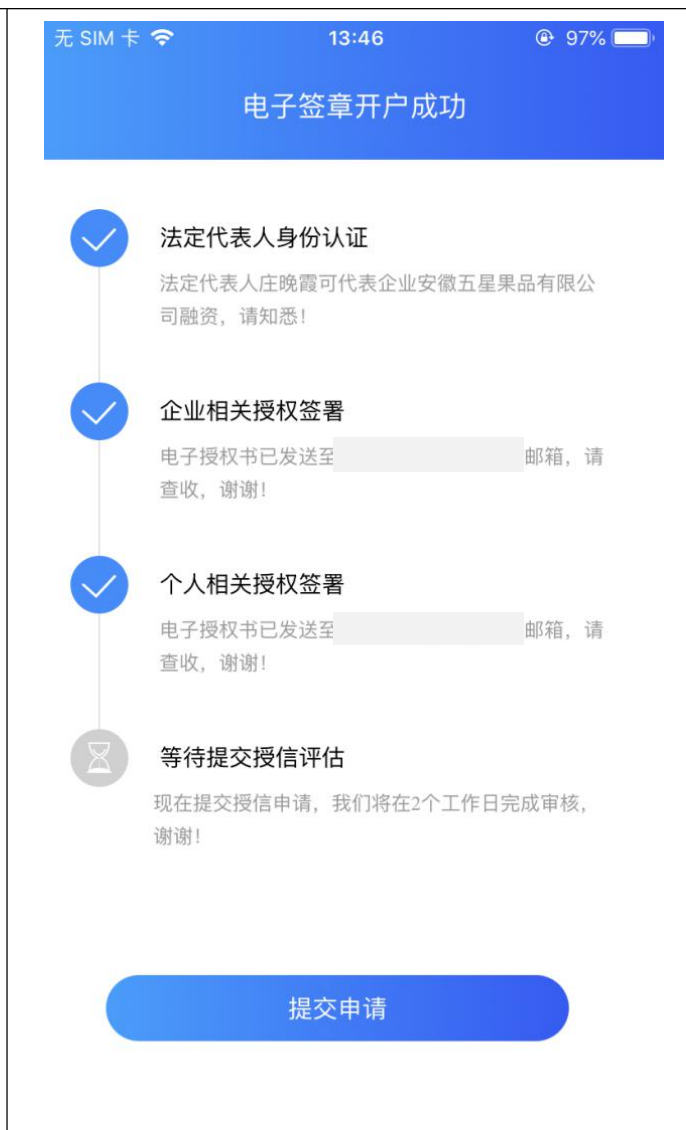 无 SIM 卡 13:46 97%
电子签章开户成功
法定代表人身份认证
法定代表人庄晚霞可代表企业安徽五星果品有限公
司融资，请知悉！
企业相关授权签署
电子授权书已发送至 邮箱，请
查收，谢谢！
个人相关授权签署
电子授权书已发送至 邮箱，请
查收，谢谢！
等待提交授信评估
现在提交授信申请，我们将在2个工作日完成审核，
谢谢！
提交申请